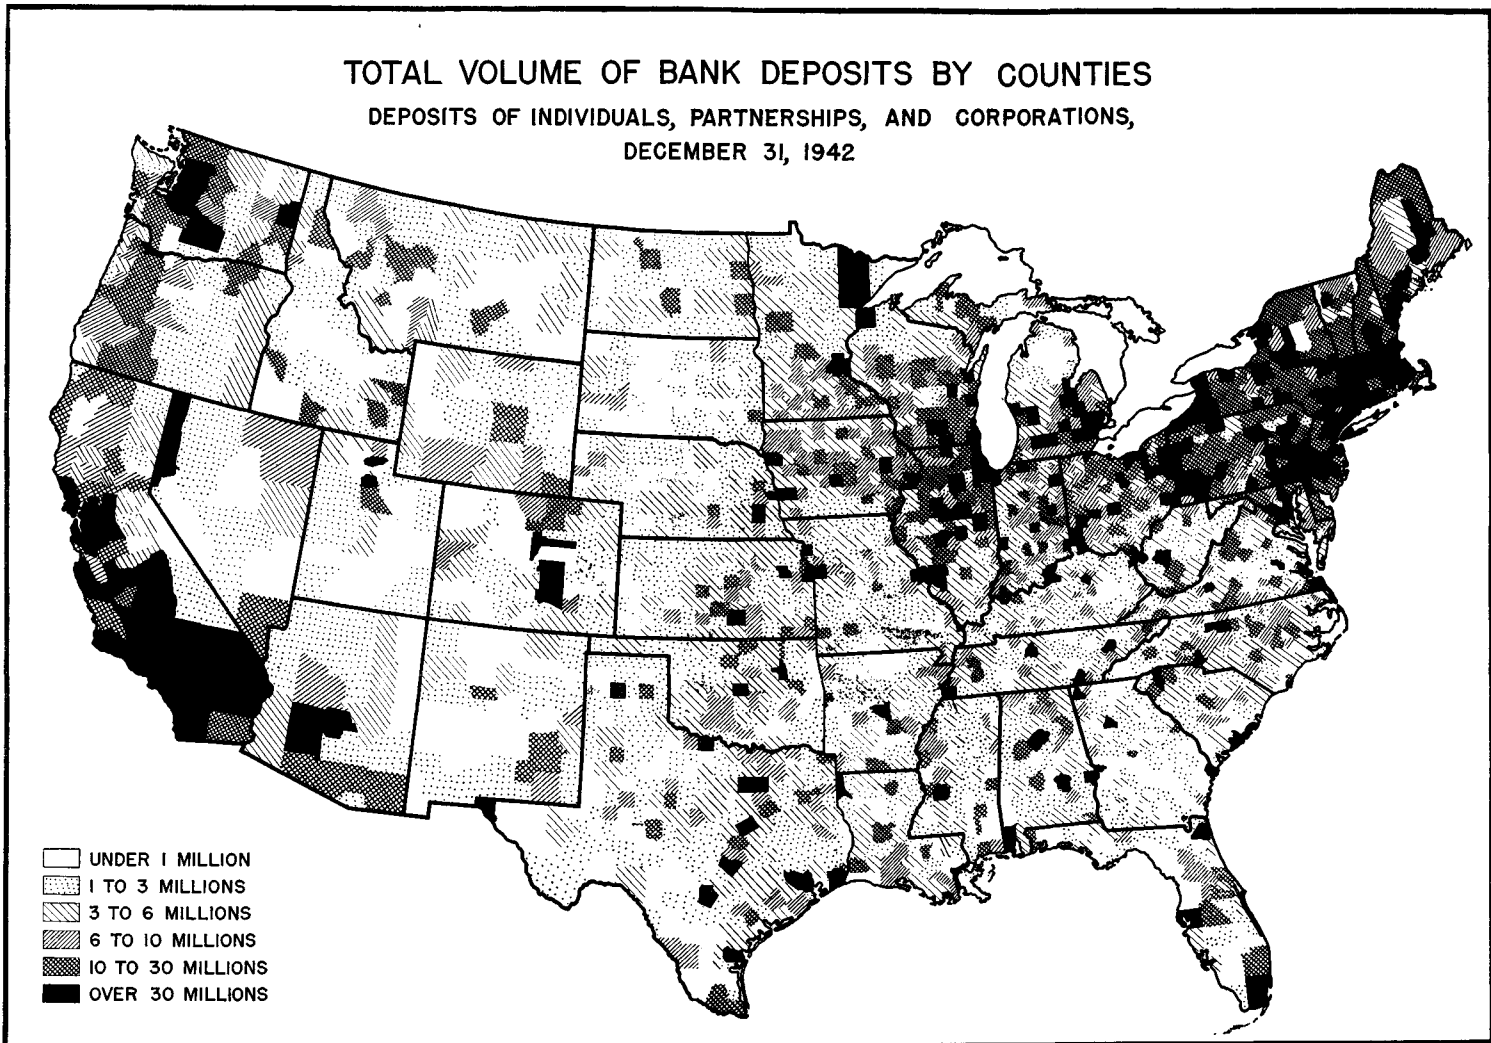 TOTAL VOLUME OF BANK DEPOSITS BY COUNTIES
DEPOSITS OF INDIVIDUALS, PARTNERSHIPS, AND CORPORATIONS,
DECEMBER 31, 1942
UNDER 1 MILLION
1 TO 3 MILLIONS
3 TO 6 MILLIONS
6 TO 10 MILLIONS
10 TO 30 MILLIONS
OVER 30 MILLIONS